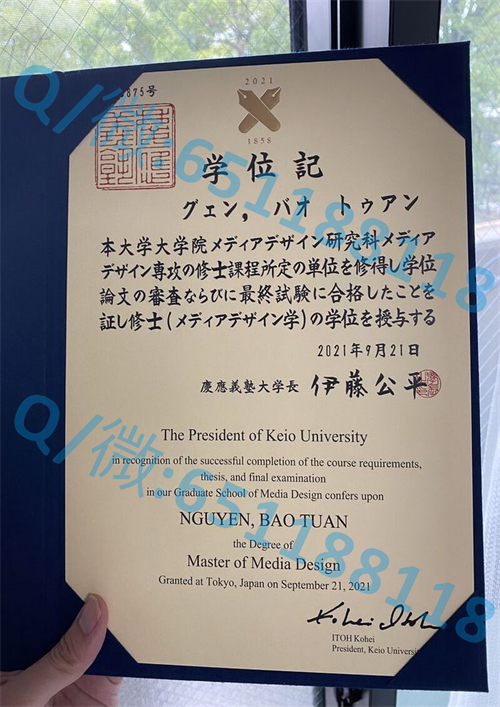 2021
1858
875号
慶應義塾
学位記
グェン, バオ トゥアン
本大学大学院メディアデザイン研究科メディア
デザイン専攻の修士課程所定の単位を修得し学位
論文の審査ならびに最終試験に合格したことを
証し修士(メディアデザイン学)の学位を授与する
2021年9月21日
慶應義塾大学長 伊藤公平
The President of Keio University
in recognition of the successful completion of the course requirements,
thesis, and final examination
in our Graduate School of Media Design confers upon
NGUYEN, BAO TUAN
the Degree of
Master of Media Design
Granted at Tokyo, Japan on September 21, 2021
Kohei Itoh
ITOH Kohei
President, Keio University
Q/微:651188118
Q/微:651188118